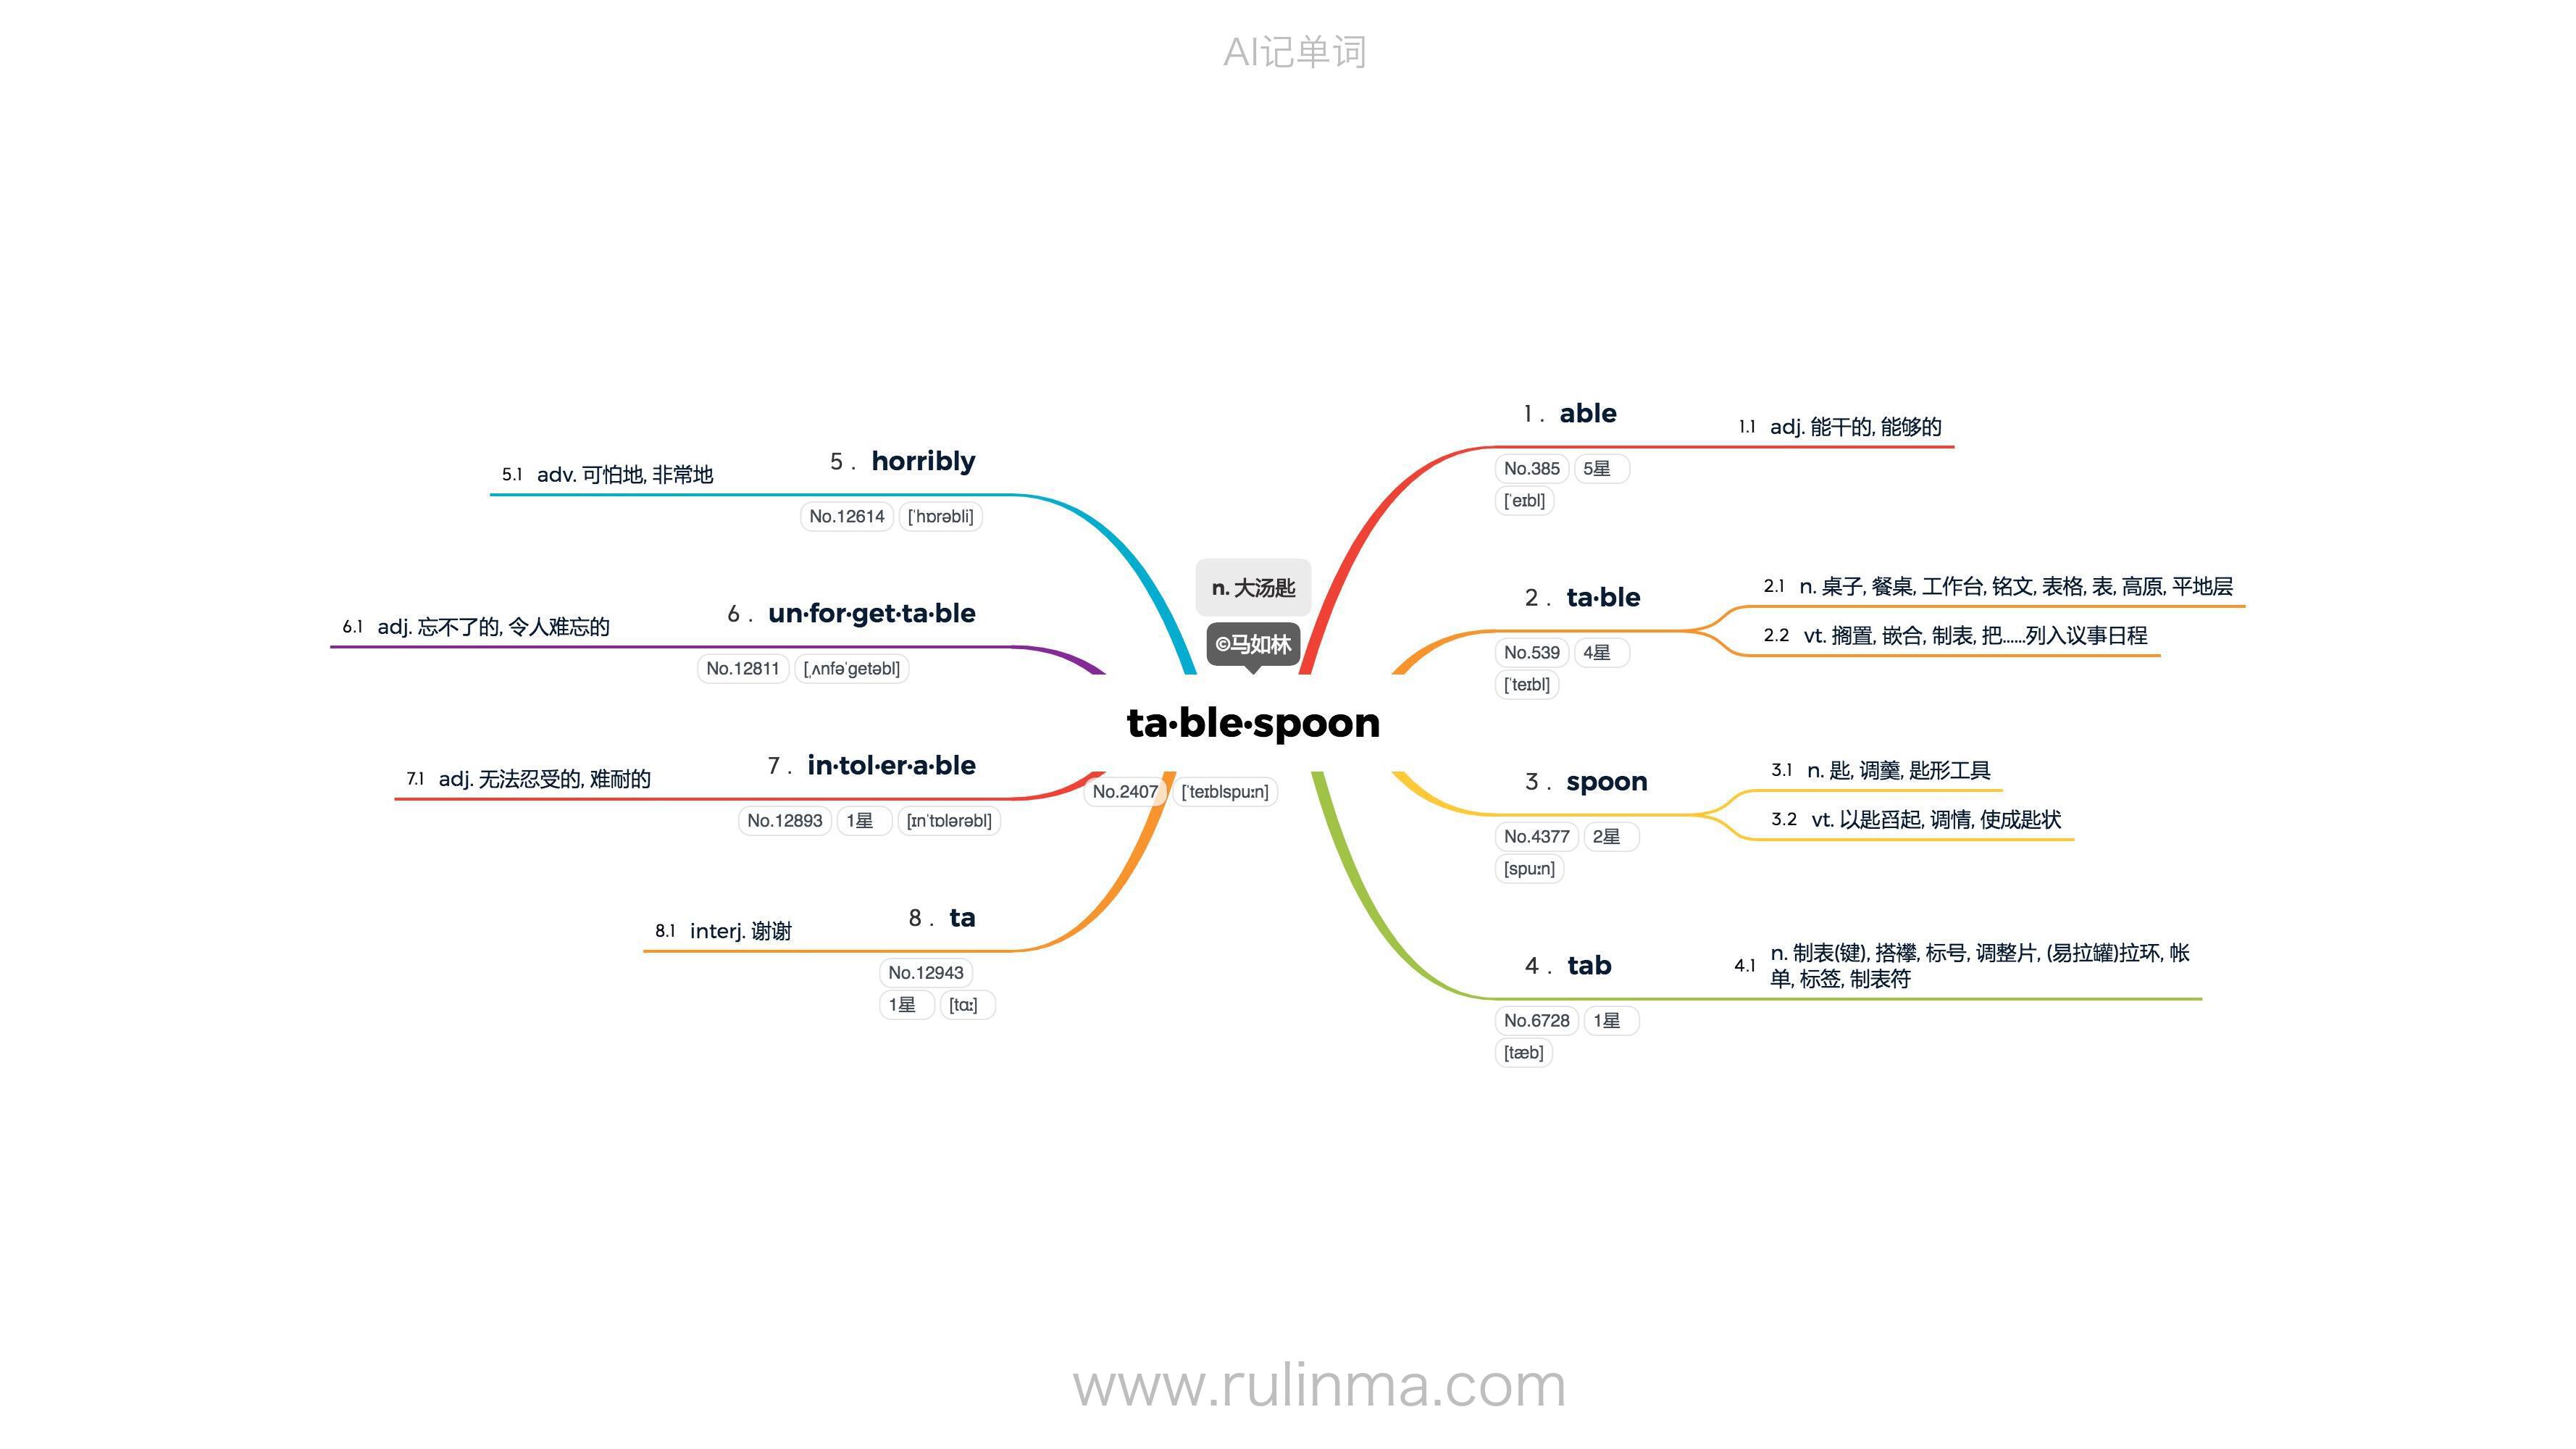 AI记单词
n. 大汤匙
©马如林
ta·ble·spoon
No.2407 [ˈteɪblspuːn]
1 . able
No.385 5星
[ˈeɪbl]
1.1 adj. 能干的, 能够的
2 . ta·ble
No.539 4星
[ˈteɪbl]
2.1 n. 桌子, 餐桌, 工作台, 铭文, 表格, 表, 高原, 平地层
2.2 vt. 搁置, 嵌合, 制表, 把......列入议事日程
3 . spoon
No.4377 2星
[spuːn]
3.1 n. 匙, 调羹, 匙形工具
3.2 vt. 以匙舀起, 调情, 使成匙状
4 . tab
No.6728 1星
[tæb]
4.1 n. 制表(键), 搭襻, 标号, 调整片, (易拉罐)拉环, 帐
单, 标签, 制表符
5 . horribly
No.12614 [ˈhɒrəbli]
5.1 adv. 可怕地, 非常地
6 . un·for·get·ta·ble
No.12811 [ˌʌnfəˈɡetəbl]
6.1 adj. 忘不了的, 令人难忘的
7 . in·tol·er·a·ble
No.12893 1星 [ɪnˈtɒlərəbl]
7.1 adj. 无法忍受的, 难耐的
8 . ta
No.12943
1星 [tɑː]
8.1 interj. 谢谢
www.rulinma.com